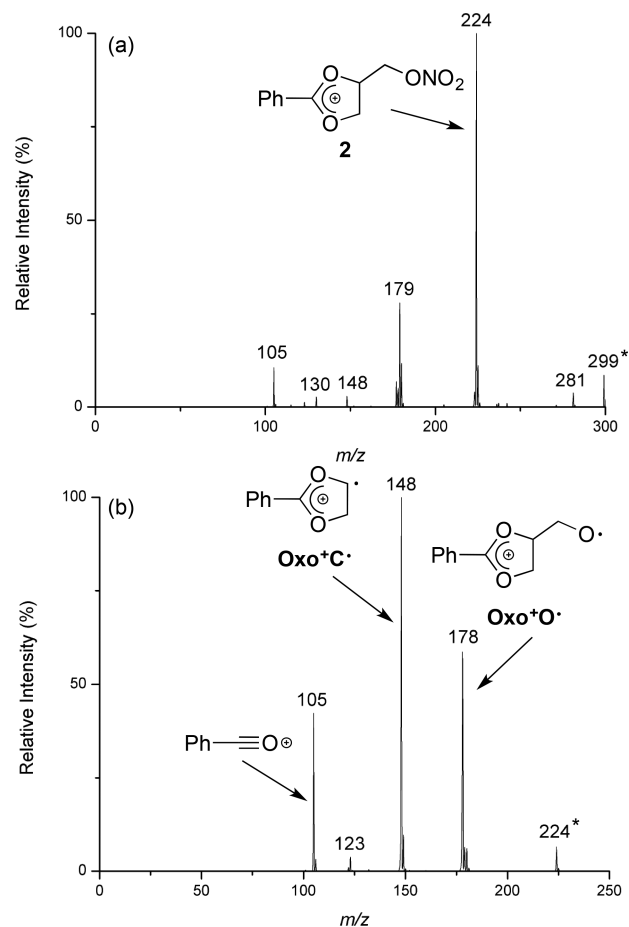 (a)
Relative Intensity (%)
100
50
0
0
100
200
300
m/z
224
179
105
130
148
281
299*
Ph
O
O
⊕
ONO₂
2
(b)
Relative Intensity (%)
100
50
0
0
50
100
150
200
250
m/z
148
178
105
123
224*
Ph
O
O
⊕
•
Oxo⁺C•
Ph
O
O
⊕
O•
Oxo⁺O•
Ph
O⊕